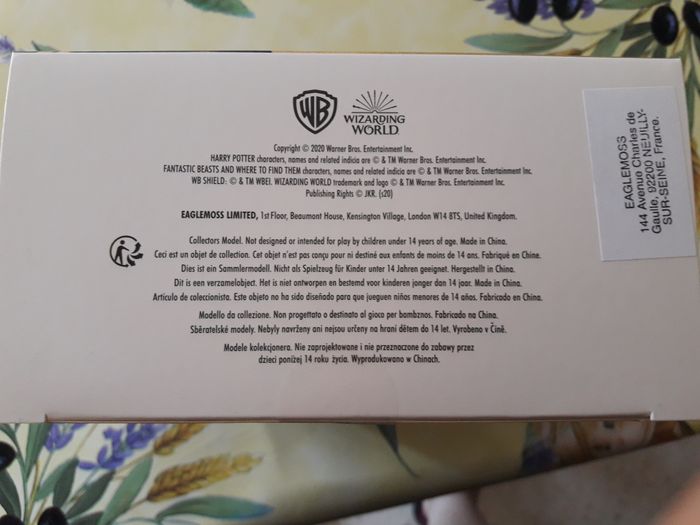 WB
WIZARDING
WORLD
Copyright © 2020 Warner Bros. Entertainment Inc.
HARRY POTTER characters, names and related indicia are © & TM Warner Bros. Entertainment Inc.
FANTASTIC BEASTS AND WHERE TO FIND THEM characters, names and related indicia are © & TM Warner Bros. Entertainment Inc.
WB SHIELD: © & TM WBEI. WIZARDING WORLD trademark and logo © & TM Warner Bros. Entertainment Inc.
Publishing Rights © JKR. (s20)
EAGLEMOSS LIMITED, 1st Floor, Beaumont House, Kensington Village, London W14 8TS, United Kingdom.
Collectors Model. Not designed or intended for play by children under 14 years of age. Made in China.
Ceci est un objet de collection. Cet objet n'est pas conçu pour ni destiné aux enfants de moins de 14 ans. Fabriqué en Chine.
Dies ist ein Sammlermodell. Nicht als Spielzeug für Kinder unter 14 Jahren geeignet. Hergestellt in China.
Dit is een verzamelobject. Het is niet ontworpen en bestemd voor kinderen jonger dan 14 jaar. Made in China.
Artículo de coleccionista. Este objeto no ha sido diseñado para que jueguen niños menores de 14 años. Fabricado en China.
Modello da collezione. Non progettato o destinato al gioco per bambznos. Fabricado na China.
Sběratelské modely. Nebyly navrženy ani nejsou určeny na hraní dětem do 14 let. Vyrobeno v Číně.
Modele kolekcjonera. Nie zaprojektowane i nie przeznaczone do zabawy przez
dzieci poniżej 14 roku życia. Wyprodukowano w Chinach.
EAGLEMOSS
144 Avenue Charles de
Gaulle, 92200 NEUILLY-
SUR-SEINE, France.